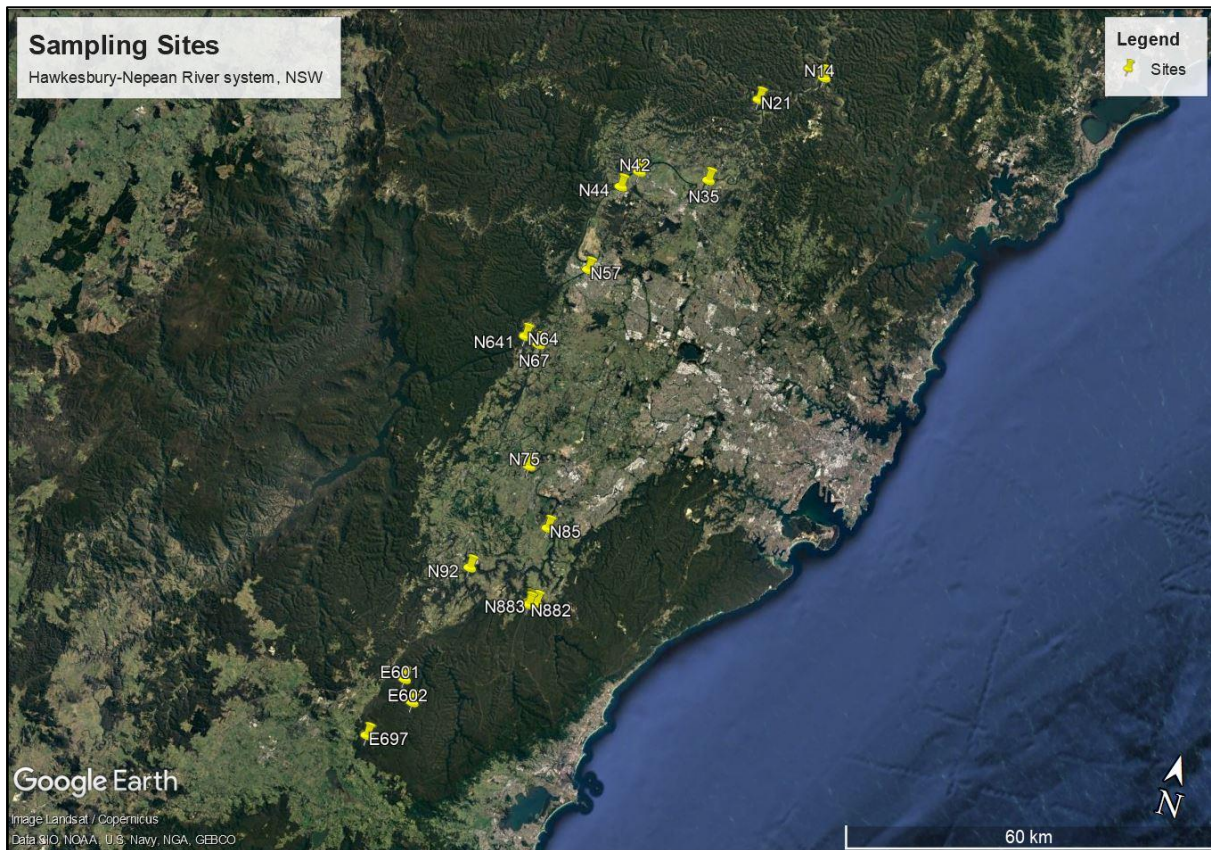 Sampling Sites
Hawkesbury-Nepean River system, NSW
Legend
Sites
N14
N21
N42
N44
N35
N57
N641
N64
N67
N75
N85
N92
N883
N882
E601
E602
E697
Google Earth
Image Landsat / Copernicus
Data SIO, NOAA, U.S. Navy, NGA, GEBCO
60 km
N